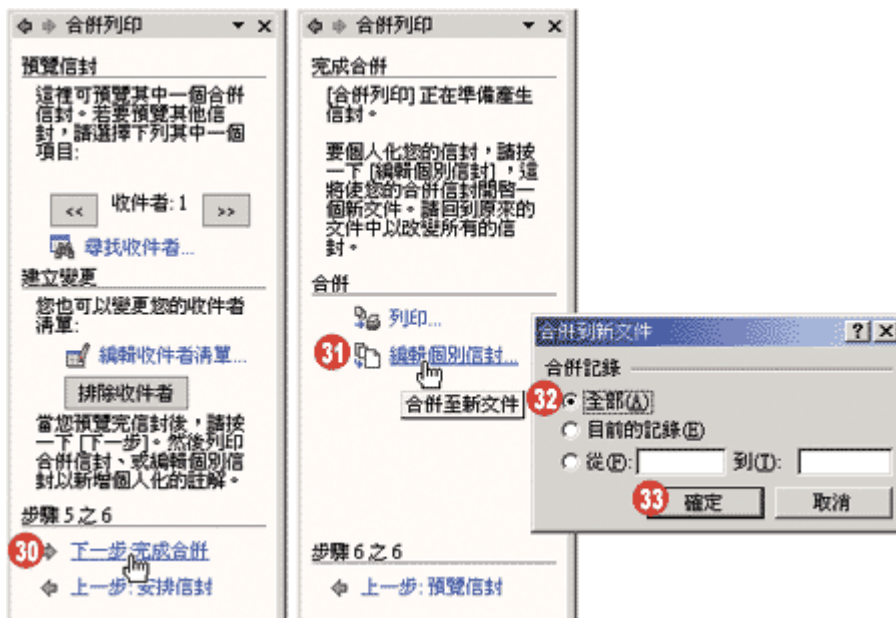 合併列印
預覽信封
這裡可預覽其中一個合併
信封。若要預覽其他信
封，請選擇下列其中一個
項目:
<< 收件者: 1 >>
尋找收件者...
建立變更
您也可以變更您的收件者
清單:
編輯收件者清單...
排除收件者
當您預覽完信封後，請按
一下 [下一步]。然後列印
合併信封、或編輯個別信
封以新增個人化的註解。
步驟 5 之 6
30 下一步:完成合併
上一步: 安排信封
合併列印
完成合併
[合併列印] 正在準備產生
信封。
要個人化您的信封，請按
一下 [編輯個別信封]，這
將使您的合併信封開啟一
個新文件。請回到原來的
文件中以改變所有的信
封。
合併
列印...
31 編輯個別信封...
合併至新文件
步驟 6 之 6
上一步: 預覽信封
合併到新文件
合併記錄
32 全部(A)
目前的記錄(E)
從(F): 到(T):
33 確定 取消